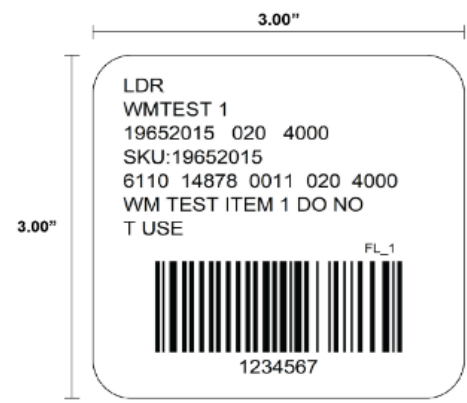 3.00”
3.00”
LDR
WMTEST 1
19652015 020 4000
SKU:19652015
6110 14878 0011 020 4000
WM TEST ITEM 1 DO NO
T USE
FL_1
1234567